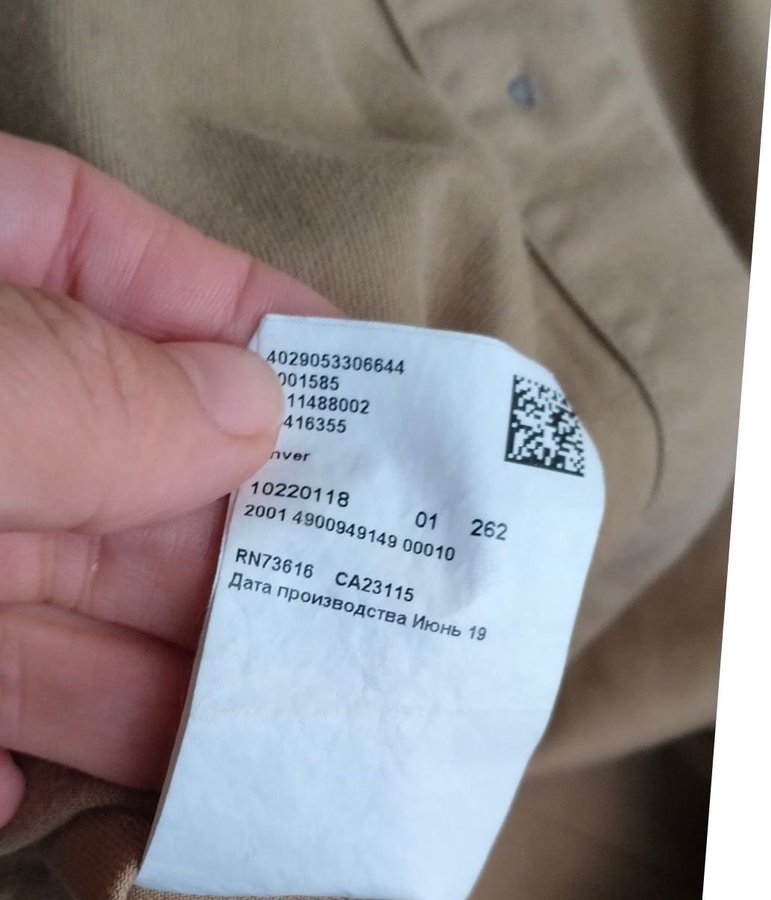 4029053306644
001585
11488002
416355
nver
10220118 01 262
2001 4900949149 00010
RN73616 CA23115
Дата производства Июнь 19